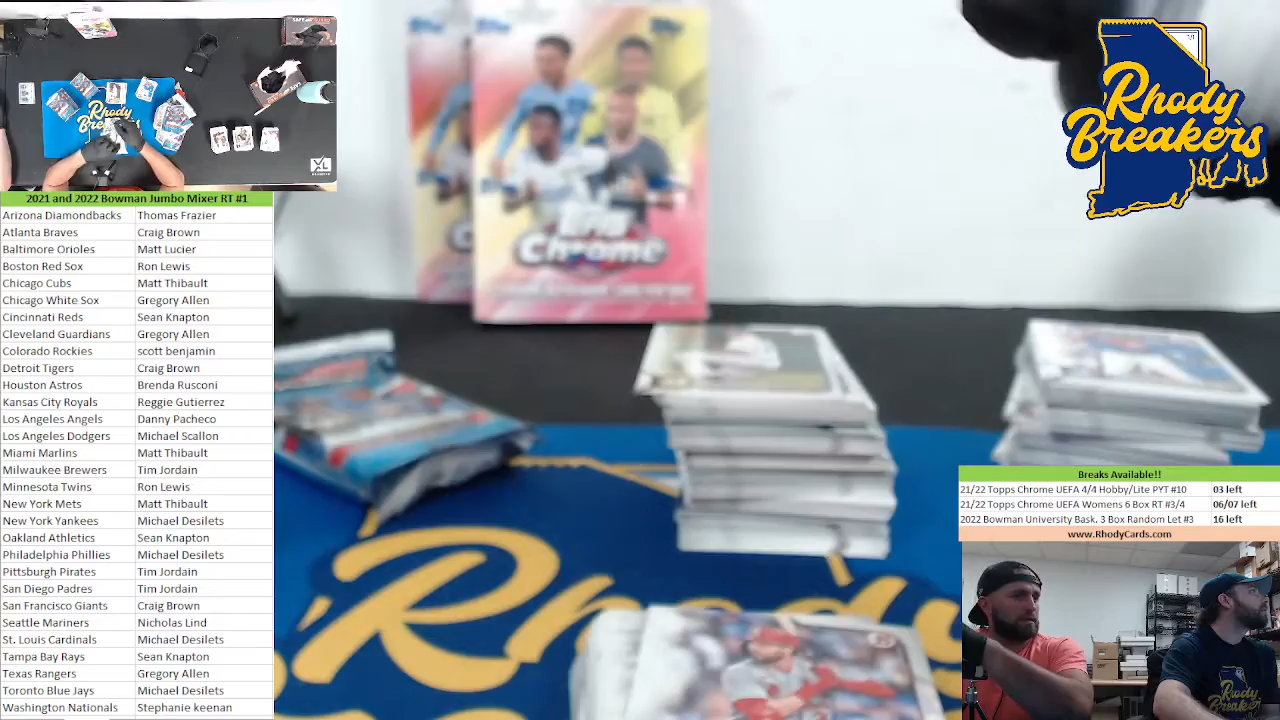 2021 and 2022 Bowman Jumbo Mixer RT #1
Arizona Diamondbacks Thomas Frazier
Atlanta Braves Craig Brown
Baltimore Orioles Matt Lucier
Boston Red Sox Ron Lewis
Chicago Cubs Matt Thibault
Chicago White Sox Gregory Allen
Cincinnati Reds Sean Knapton
Cleveland Guardians Gregory Allen
Colorado Rockies scott benjamin
Detroit Tigers Craig Brown
Houston Astros Brenda Rusconi
Kansas City Royals Reggie Gutierrez
Los Angeles Angels Danny Pacheco
Los Angeles Dodgers Michael Scallon
Miami Marlins Matt Thibault
Milwaukee Brewers Tim Jordain
Minnesota Twins Ron Lewis
New York Mets Matt Thibault
New York Yankees Michael Desilets
Oakland Athletics Sean Knapton
Philadelphia Phillies Michael Desilets
Pittsburgh Pirates Tim Jordain
San Diego Padres Tim Jordain
San Francisco Giants Craig Brown
Seattle Mariners Nicholas Lind
St. Louis Cardinals Michael Desilets
Tampa Bay Rays Sean Knapton
Texas Rangers Gregory Allen
Toronto Blue Jays Michael Desilets
Washington Nationals Stephanie keenan
Topps
Chrome
Rhody
Breakers
Breaks Available!!
21/22 Topps Chrome UEFA 4/4 Hobby/Lite PYT #10 03 left
21/22 Topps Chrome UEFA Womens 6 Box RT #3/4 06/07 left
2022 Bowman University Bask. 3 Box Random Let #3 16 left
www.RhodyCards.com
Rhody